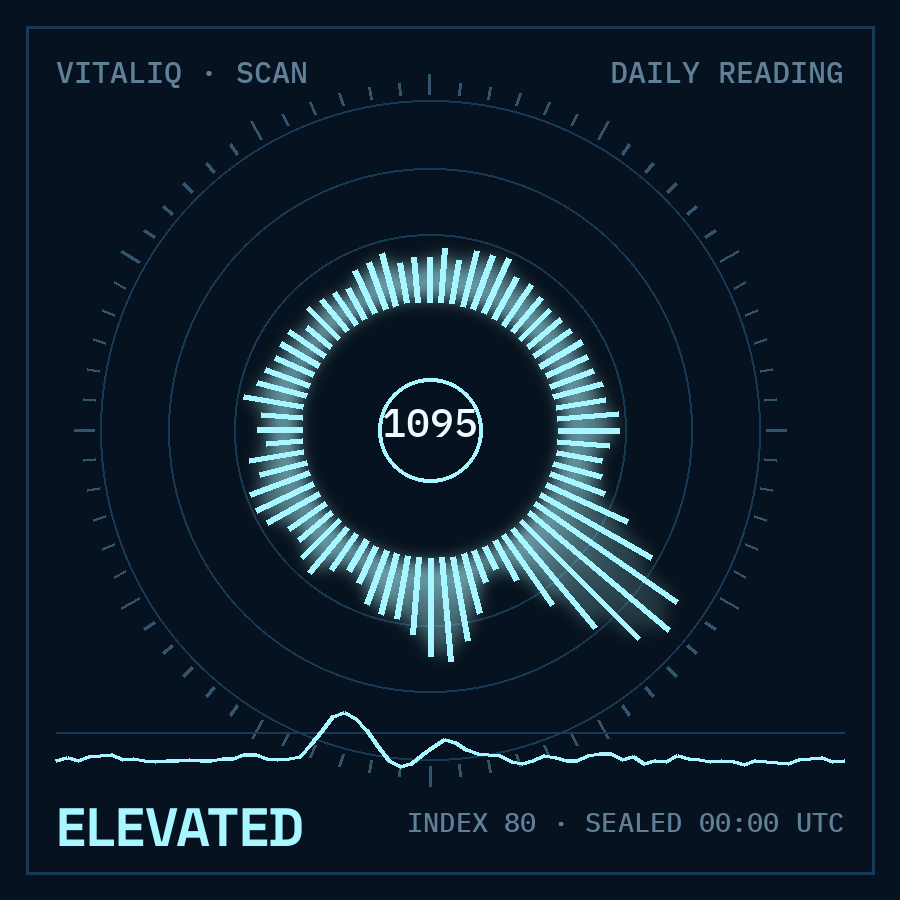 VITALIQ · SCAN
DAILY READING
1095
ELEVATED
INDEX 80 · SEALED 00:00 UTC